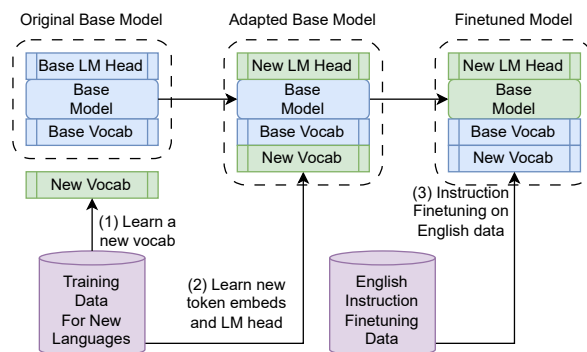 Original Base Model
Base LM Head
Base
Model
Base Vocab
New Vocab
(1) Learn a
new vocab
Training
Data
For New
Languages
Adapted Base Model
New LM Head
Base
Model
Base Vocab
New Vocab
(2) Learn new
token embeds
and LM head
Finetuned Model
New LM Head
Base
Model
Base Vocab
New Vocab
(3) Instruction
Finetuning on
English data
English
Instruction
Finetuning
Data